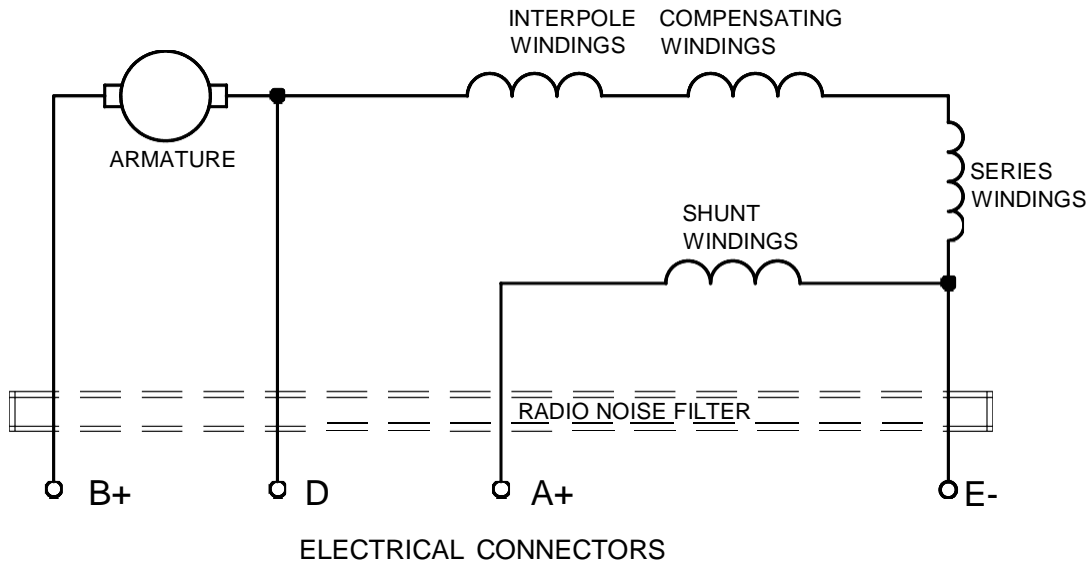 INTERPOLE
WINDINGS
COMPENSATING
WINDINGS
ARMATURE
SERIES
WINDINGS
SHUNT
WINDINGS
RADIO NOISE FILTER
B+
D
A+
E-
ELECTRICAL CONNECTORS